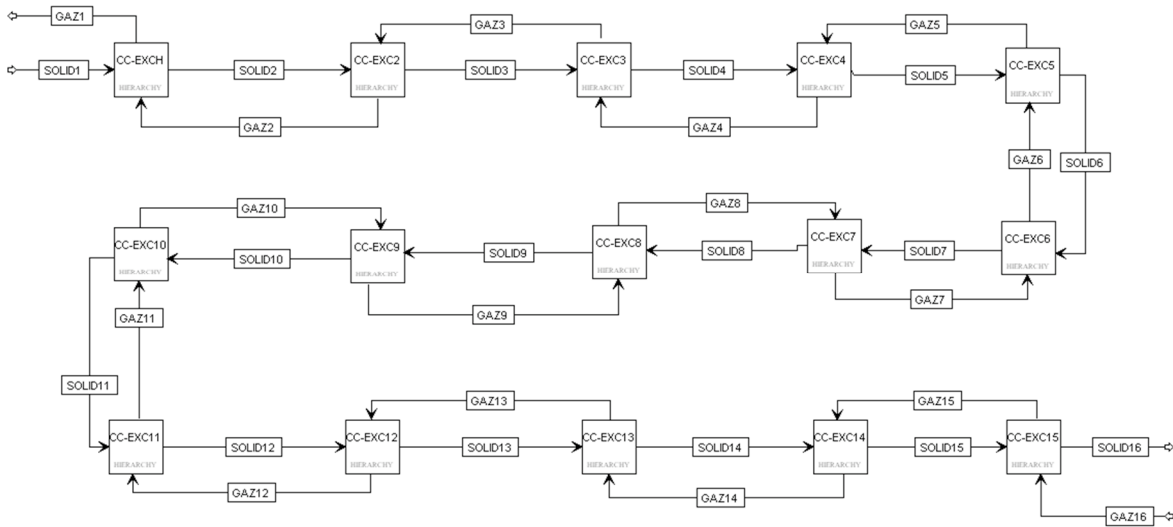 GAZ1
GAZ3
GAZ5
CC-EXCH
CC-EXC2
CC-EXC3
CC-EXC4
CC-EXC5
SOLID1
SOLID2
SOLID3
SOLID4
SOLID5
HIERARCHY
HIERARCHY
HIERARCHY
HIERARCHY
HIERARCHY
GAZ2
GAZ4
GAZ6
SOLID6
GAZ10
GAZ8
CC-EXC10
CC-EXC9
CC-EXC8
CC-EXC7
CC-EXC6
SOLID10
SOLID9
SOLID8
SOLID7
HIERARCHY
HIERARCHY
HIERARCHY
HIERARCHY
HIERARCHY
GAZ11
GAZ9
GAZ7
SOLID11
GAZ13
GAZ15
CC-EXC11
CC-EXC12
CC-EXC13
CC-EXC14
CC-EXC15
SOLID12
SOLID13
SOLID14
SOLID15
SOLID16
HIERARCHY
HIERARCHY
HIERARCHY
HIERARCHY
HIERARCHY
GAZ12
GAZ14
GAZ16